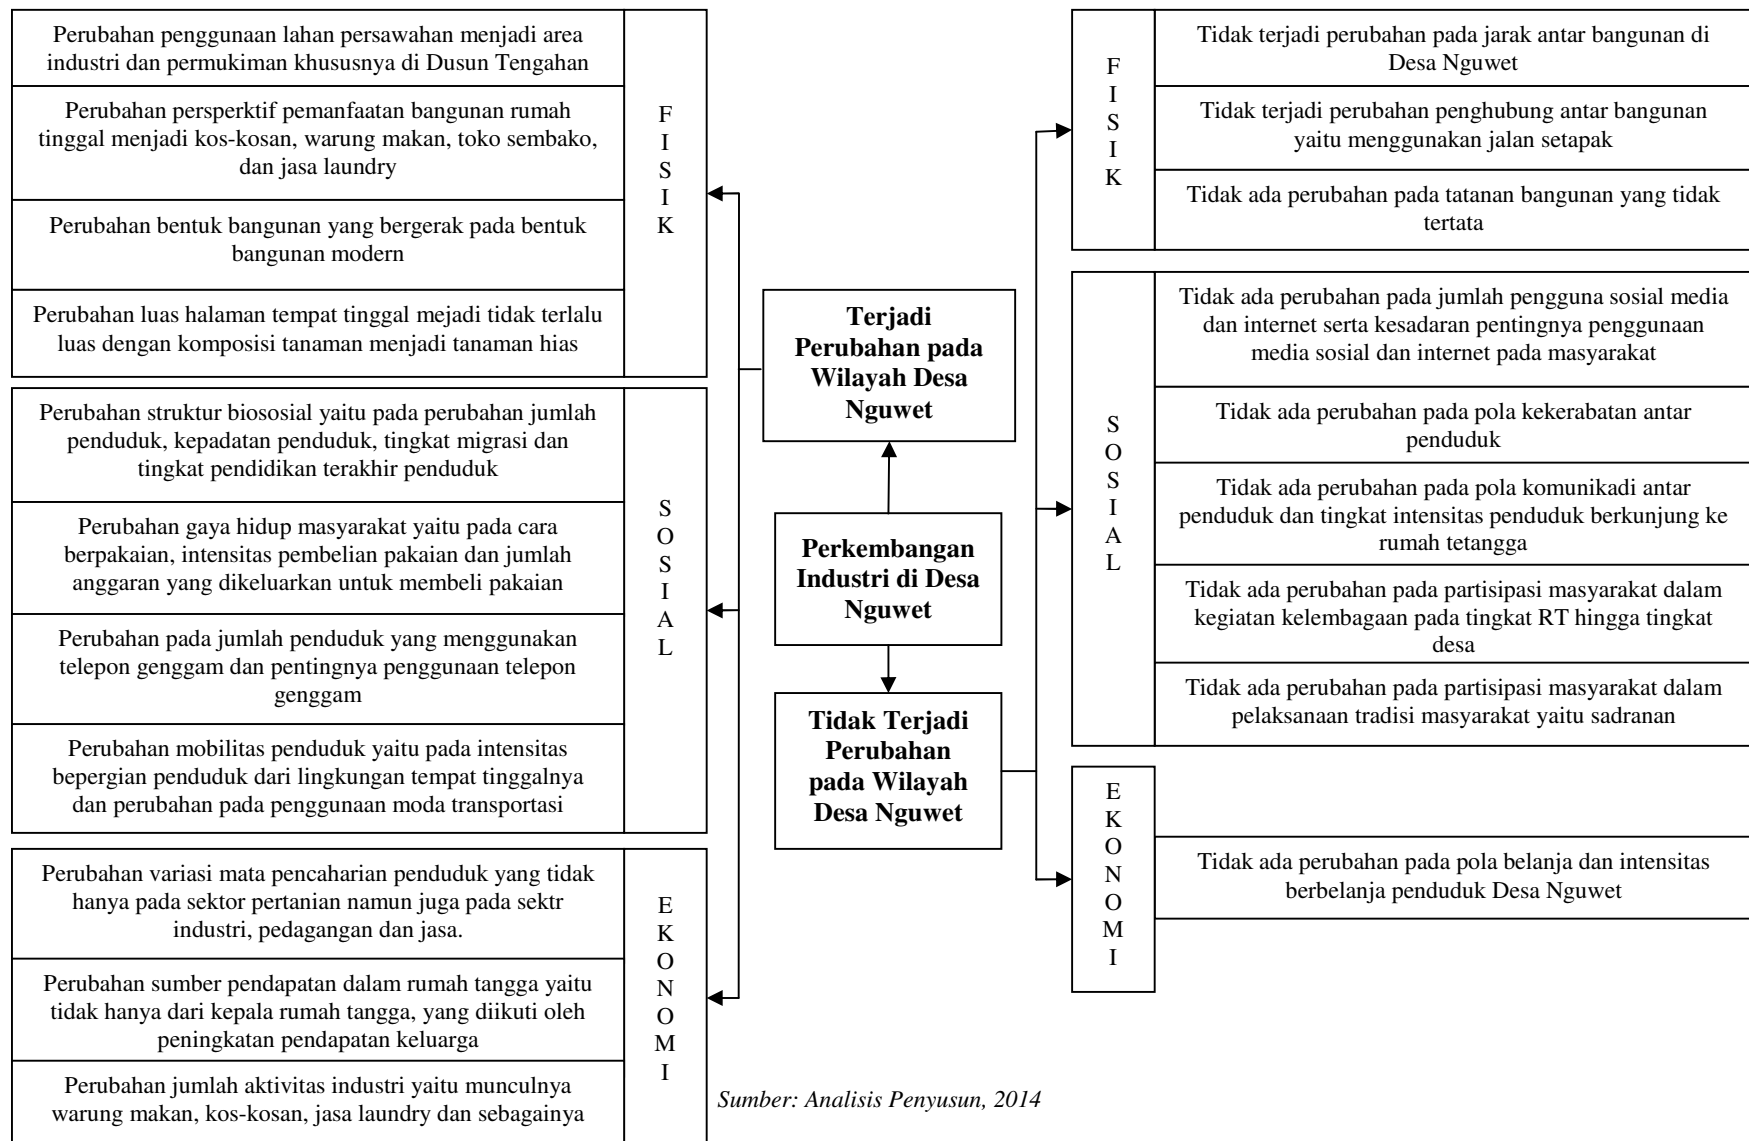 Perubahan penggunaan lahan persawahan menjadi area
industri dan permukiman khususnya di Dusun Tengahan
Perubahan persperktif pemanfaatan bangunan rumah
tinggal menjadi kos-kosan, warung makan, toko sembako,
dan jasa laundry
Perubahan bentuk bangunan yang bergerak pada bentuk
bangunan modern
Perubahan luas halaman tempat tinggal mejadi tidak terlalu
luas dengan komposisi tanaman menjadi tanaman hias
F
I
S
I
K
Perubahan struktur biososial yaitu pada perubahan jumlah
penduduk, kepadatan penduduk, tingkat migrasi dan
tingkat pendidikan terakhir penduduk
Perubahan gaya hidup masyarakat yaitu pada cara
berpakaian, intensitas pembelian pakaian dan jumlah
anggaran yang dikeluarkan untuk membeli pakaian
Perubahan pada jumlah penduduk yang menggunakan
telepon genggam dan pentingnya penggunaan telepon
genggam
Perubahan mobilitas penduduk yaitu pada intensitas
bepergian penduduk dari lingkungan tempat tinggalnya
dan perubahan pada penggunaan moda transportasi
S
O
S
I
A
L
Perubahan variasi mata pencaharian penduduk yang tidak
hanya pada sektor pertanian namun juga pada sektr
industri, pedagangan dan jasa.
Perubahan sumber pendapatan dalam rumah tangga yaitu
tidak hanya dari kepala rumah tangga, yang diikuti oleh
peningkatan pendapatan keluarga
Perubahan jumlah aktivitas industri yaitu munculnya
warung makan, kos-kosan, jasa laundry dan sebagainya
E
K
O
N
O
M
I
Terjadi
Perubahan pada
Wilayah Desa
Nguwet
Perkembangan
Industri di Desa
Nguwet
Tidak Terjadi
Perubahan
pada Wilayah
Desa Nguwet
F
I
S
I
K
Tidak terjadi perubahan pada jarak antar bangunan di
Desa Nguwet
Tidak terjadi perubahan penghubung antar bangunan
yaitu menggunakan jalan setapak
Tidak ada perubahan pada tatanan bangunan yang tidak
tertata
S
O
S
I
A
L
Tidak ada perubahan pada jumlah pengguna sosial media
dan internet serta kesadaran pentingnya penggunaan
media sosial dan internet pada masyarakat
Tidak ada perubahan pada pola kekerabatan antar
penduduk
Tidak ada perubahan pada pola komunikadi antar
penduduk dan tingkat intensitas penduduk berkunjung ke
rumah tetangga
Tidak ada perubahan pada partisipasi masyarakat dalam
kegiatan kelembagaan pada tingkat RT hingga tingkat
desa
Tidak ada perubahan pada partisipasi masyarakat dalam
pelaksanaan tradisi masyarakat yaitu sadranan
E
K
O
N
O
M
I
Tidak ada perubahan pada pola belanja dan intensitas
berbelanja penduduk Desa Nguwet
Sumber: Analisis Penyusun, 2014